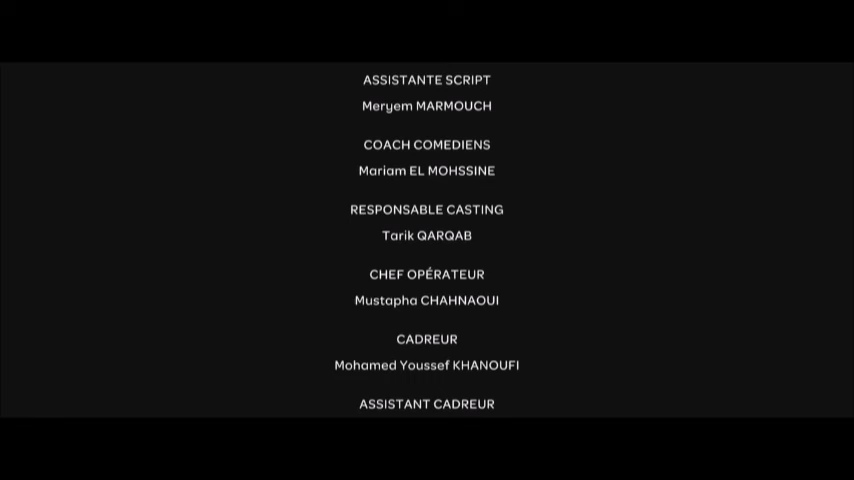 ASSISTANTE SCRIPT
Meryem MARMOUCH
COACH COMEDIENS
Mariam EL MOHSSINE
RESPONSABLE CASTING
Tarik QARQAB
CHEF OPÉRATEUR
Mustapha CHAHNAOUI
CADREUR
Mohamed Youssef KHANOUFI
ASSISTANT CADREUR